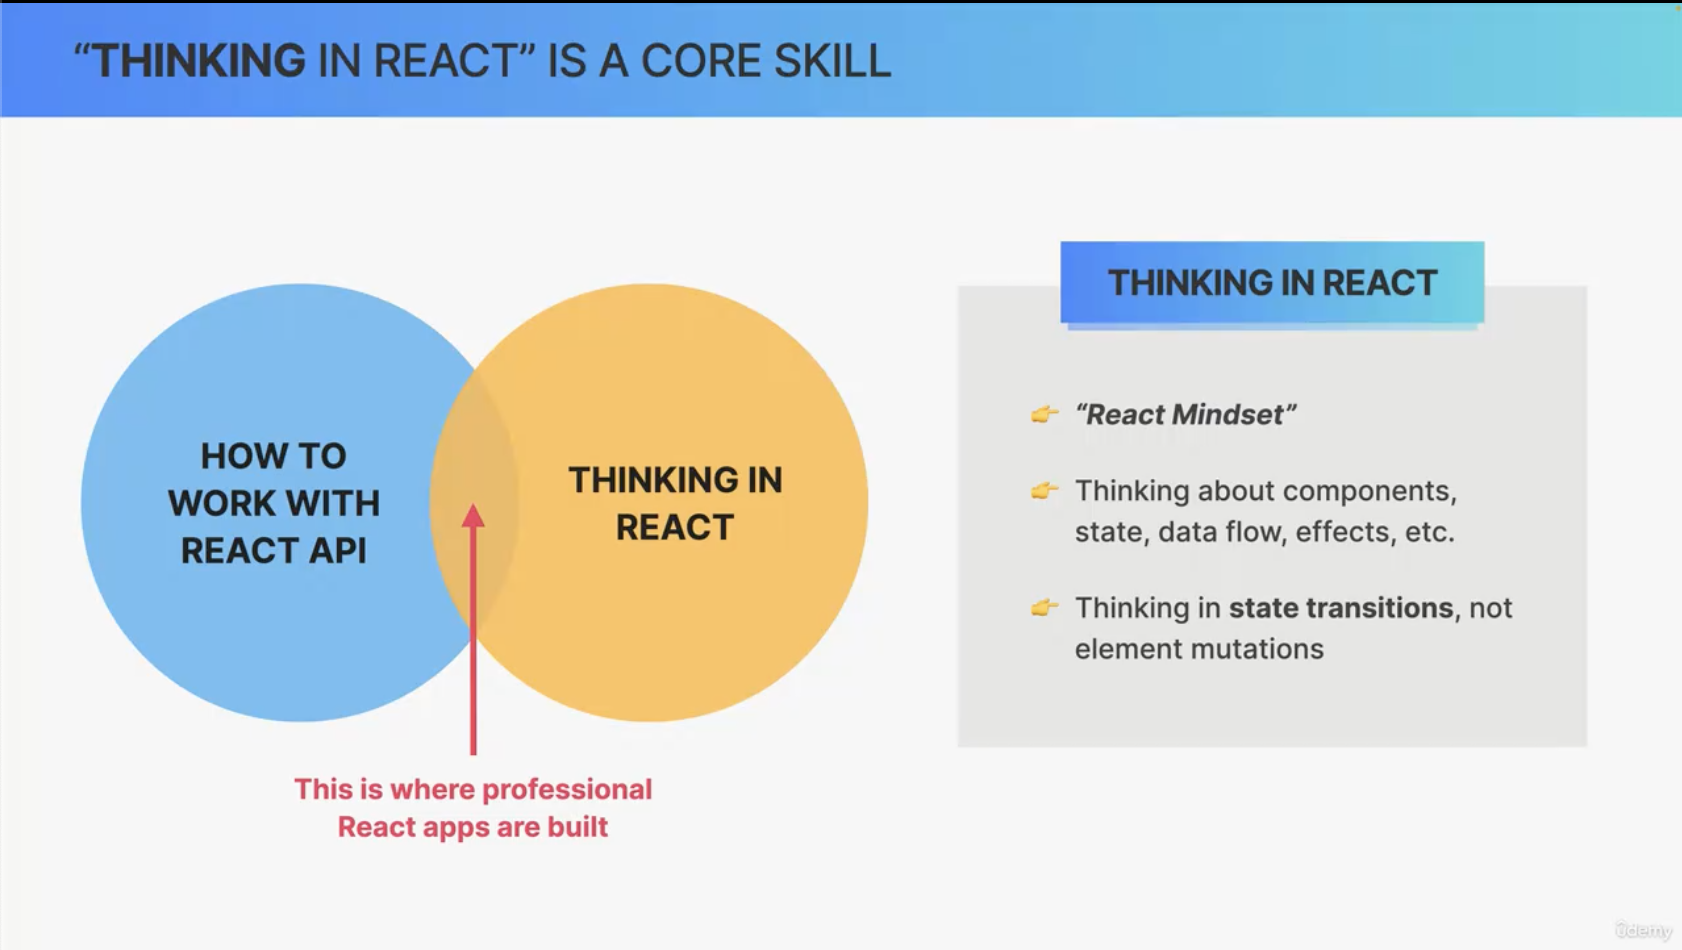 “THINKING IN REACT” IS A CORE SKILL
HOW TO
WORK WITH
REACT API
THINKING IN
REACT
This is where professional
React apps are built
THINKING IN REACT
“React Mindset”
Thinking about components,
state, data flow, effects, etc.
Thinking in state transitions, not
element mutations
ûdemy